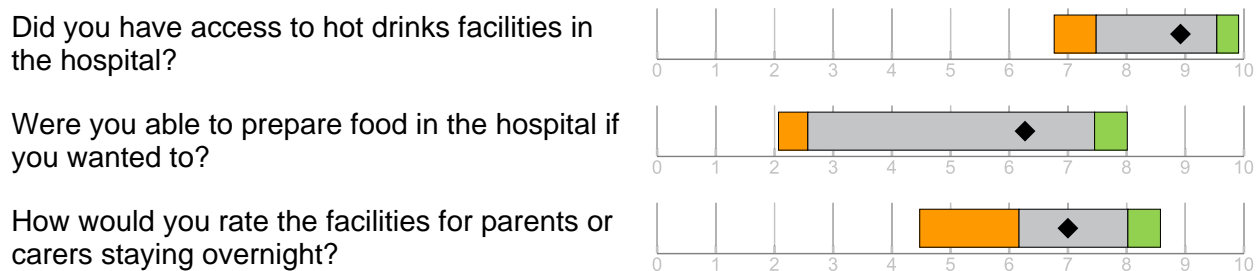 Did you have access to hot drinks facilities in
the hospital?
0 1 2 3 4 5 6 7 8 9 10
Were you able to prepare food in the hospital if
you wanted to?
0 1 2 3 4 5 6 7 8 9 10
How would you rate the facilities for parents or
carers staying overnight?
0 1 2 3 4 5 6 7 8 9 10